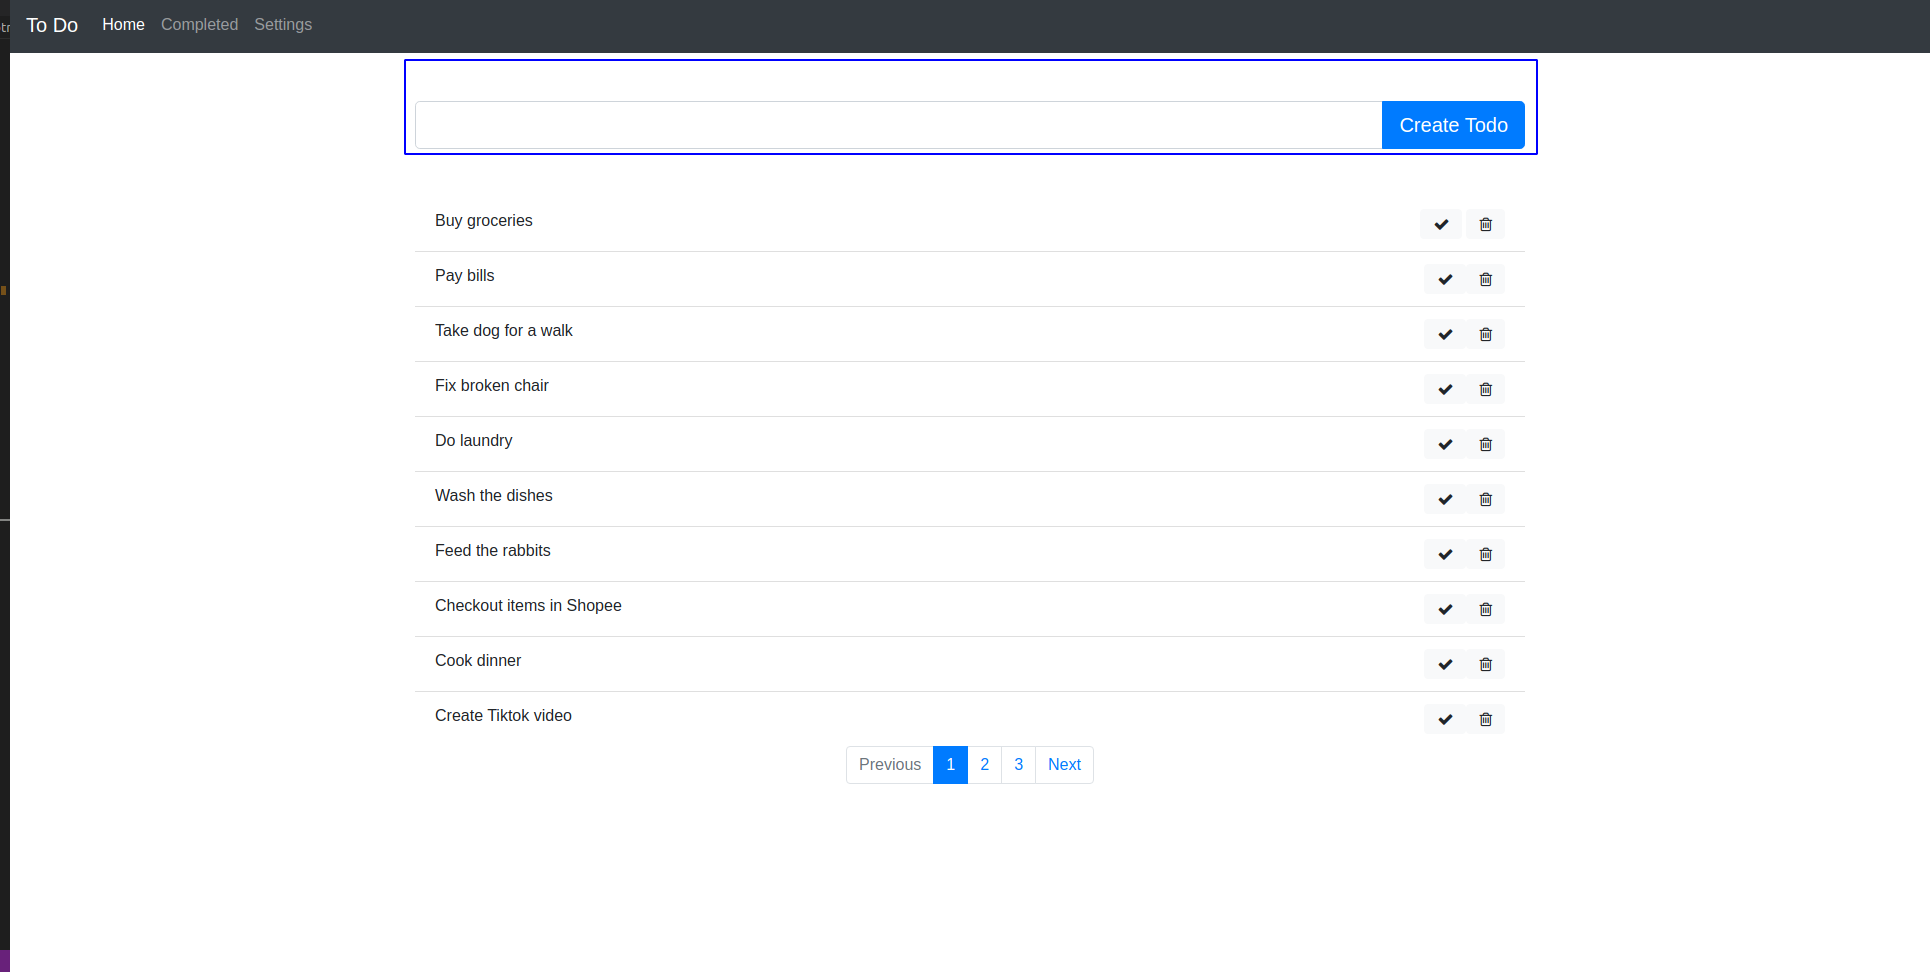 To Do Home Completed Settings
Create Todo
Buy groceries
Pay bills
Take dog for a walk
Fix broken chair
Do laundry
Wash the dishes
Feed the rabbits
Checkout items in Shopee
Cook dinner
Create Tiktok video
Previous 1 2 3 Next